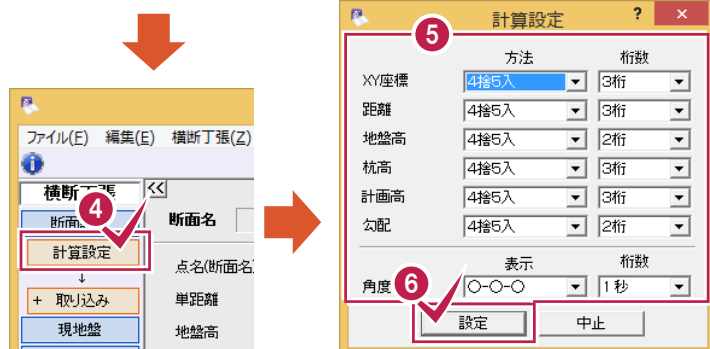 ファイル(F) 編集(E) 横断丁張(Z)
横断丁張
<<
4
断面名
計算設定
点名(断面名
↓
+ 取り込み
単距離
現地盤
地盤高
計算設定
? ×
5
方法 桁数
XY座標 4捨5入 3桁
距離 4捨5入 3桁
地盤高 4捨5入 2桁
杭高 4捨5入 3桁
計画高 4捨5入 3桁
勾配 4捨5入 2桁
表示 桁数
角度 ○-○-○ 1秒
6
設定 中止